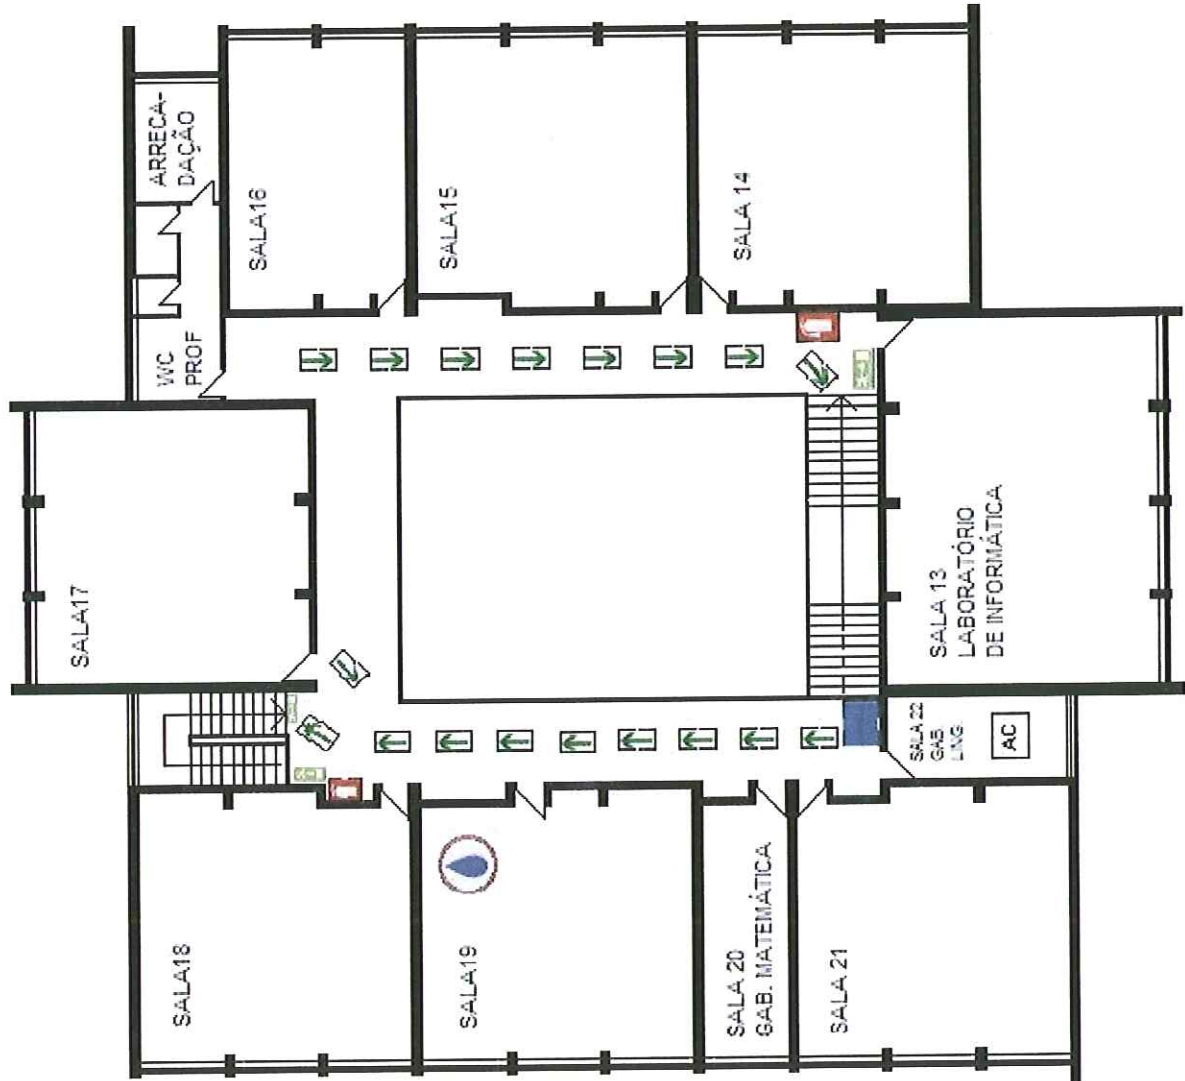 ARRECA-
DAÇÃO
WC
PROF
SALA16
SALA15
SALA 14
SALA17
SALA 13
LABORATÓRIO
DE INFORMÁTICA
SALA 22
GAB.
LING.
AC
SALA18
SALA19
SALA 20
GAB. MATEMÁTICA
SALA 21